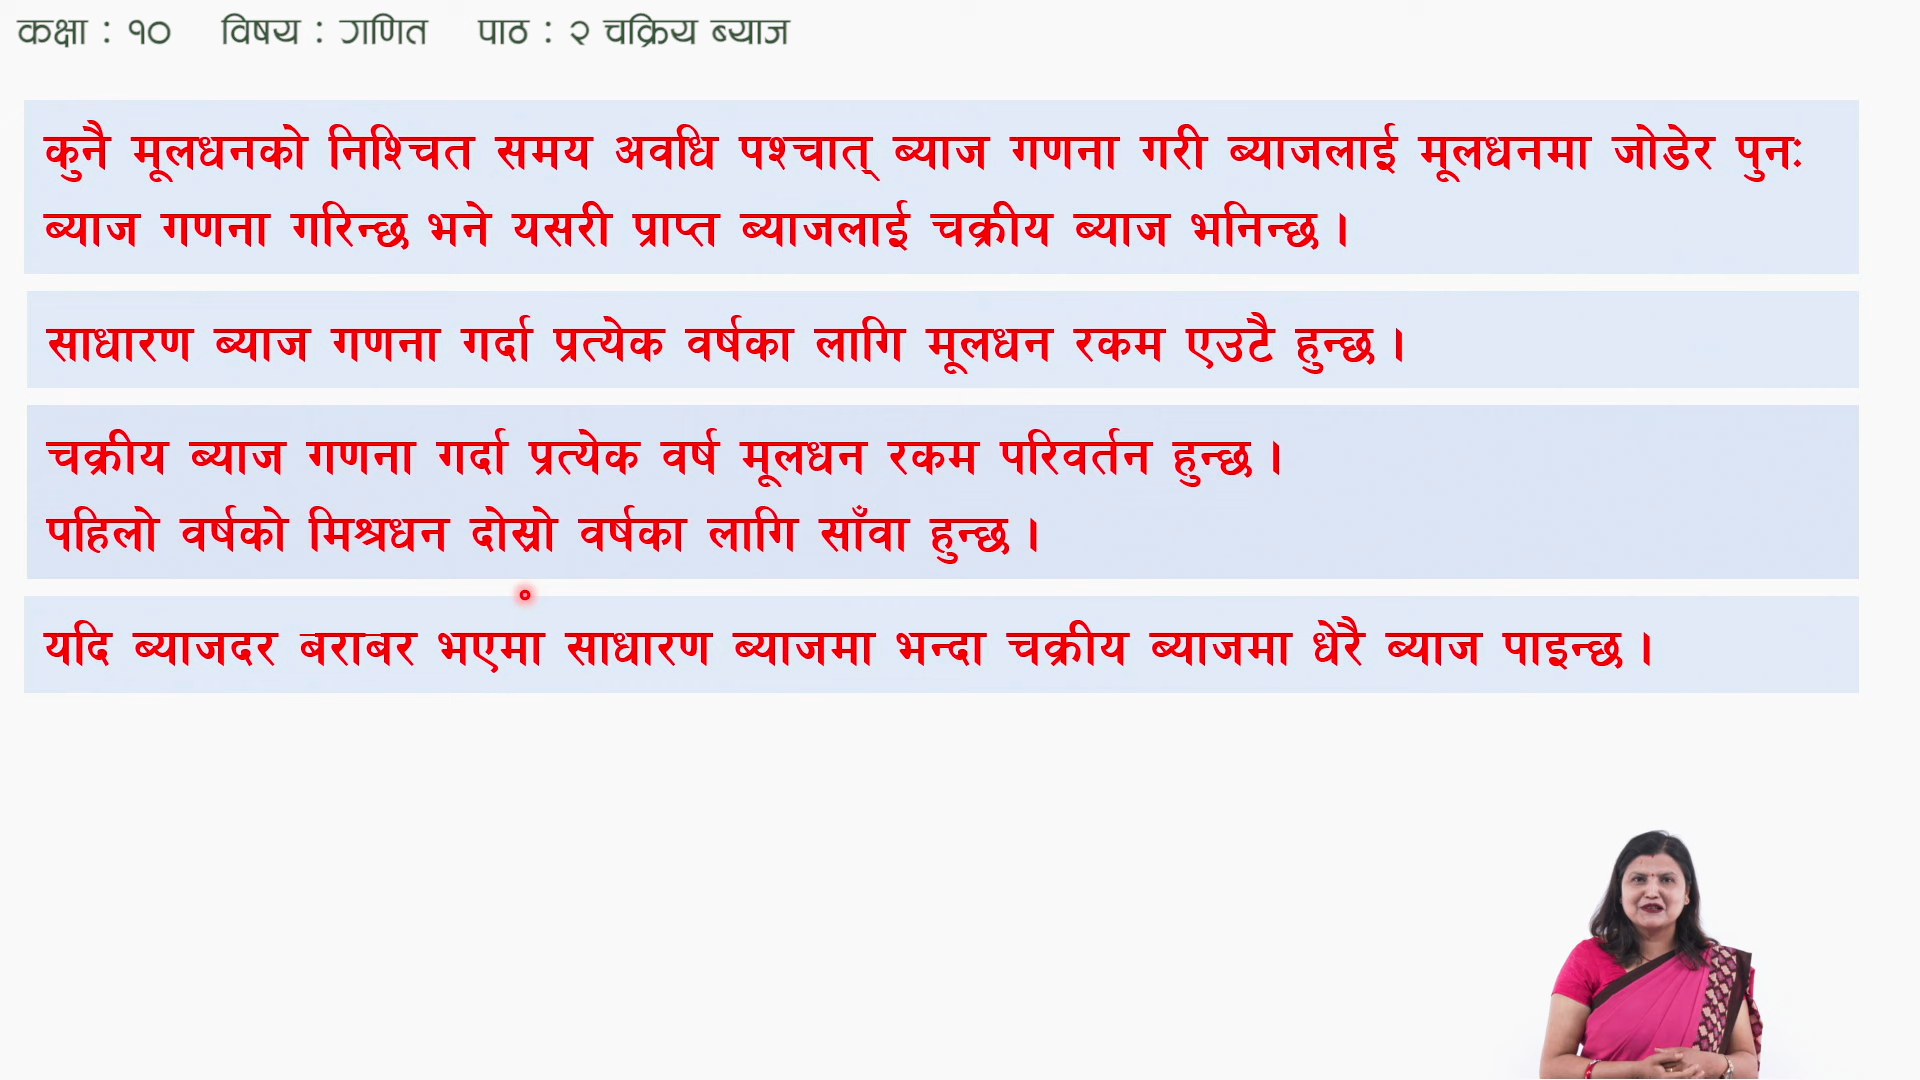 कक्षा : १० विषय : गणित पाठ : २ चक्रिय ब्याज
कुनै मूलधनको निश्चित समय अवधि पश्चात् ब्याज गणना गरी ब्याजलाई मूलधनमा जोडेर पुनः
ब्याज गणना गरिन्छ भने यसरी प्राप्त ब्याजलाई चक्रीय ब्याज भनिन्छ ।
साधारण ब्याज गणना गर्दा प्रत्येक वर्षका लागि मूलधन रकम एउटै हुन्छ ।
चक्रीय ब्याज गणना गर्दा प्रत्येक वर्ष मूलधन रकम परिवर्तन हुन्छ ।
पहिलो वर्षको मिश्रधन दोस्रो वर्षका लागि साँवा हुन्छ ।
यदि ब्याजदर बराबर भएमा साधारण ब्याजमा भन्दा चक्रीय ब्याजमा धेरै ब्याज पाइन्छ ।